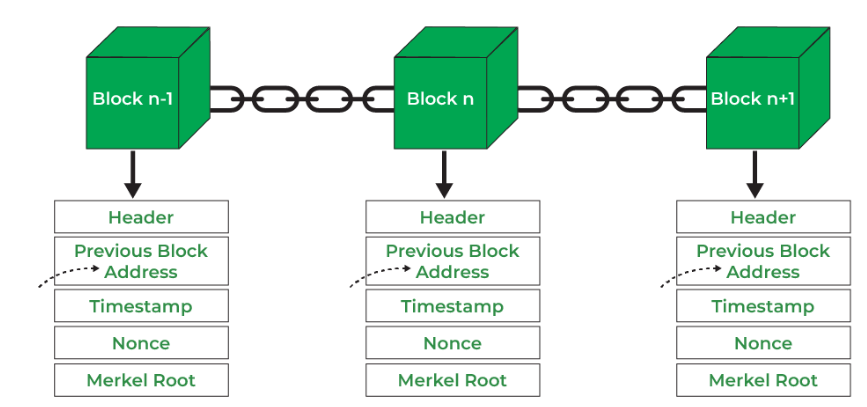 Block n-1
Block n
Block n+1
Header
Previous Block
Address
Timestamp
Nonce
Merkel Root
Header
Previous Block
Address
Timestamp
Nonce
Merkel Root
Header
Previous Block
Address
Timestamp
Nonce
Merkel Root